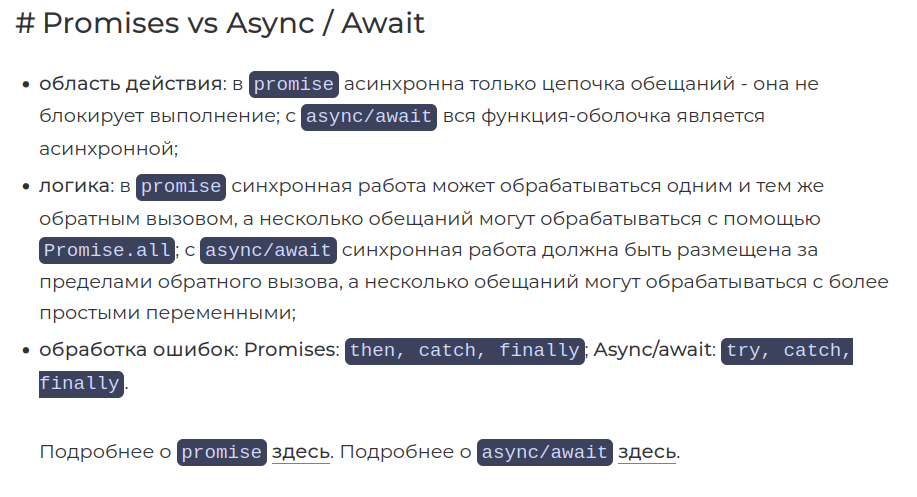 # Promises vs Async / Await
• область действия: в promise асинхронна только цепочка обещаний - она не
блокирует выполнение; с async/await вся функция-оболочка является
асинхронной;
• логика: в promise синхронная работа может обрабатываться одним и тем же
обратным вызовом, а несколько обещаний могут обрабатываться с помощью
Promise.all; с async/await синхронная работа должна быть размещена за
пределами обратного вызова, а несколько обещаний могут обрабатываться с более
простыми переменными;
• обработка ошибок: Promises: then, catch, finally; Async/await: try, catch,
finally.
Подробнее о promise здесь. Подробнее о async/await здесь.